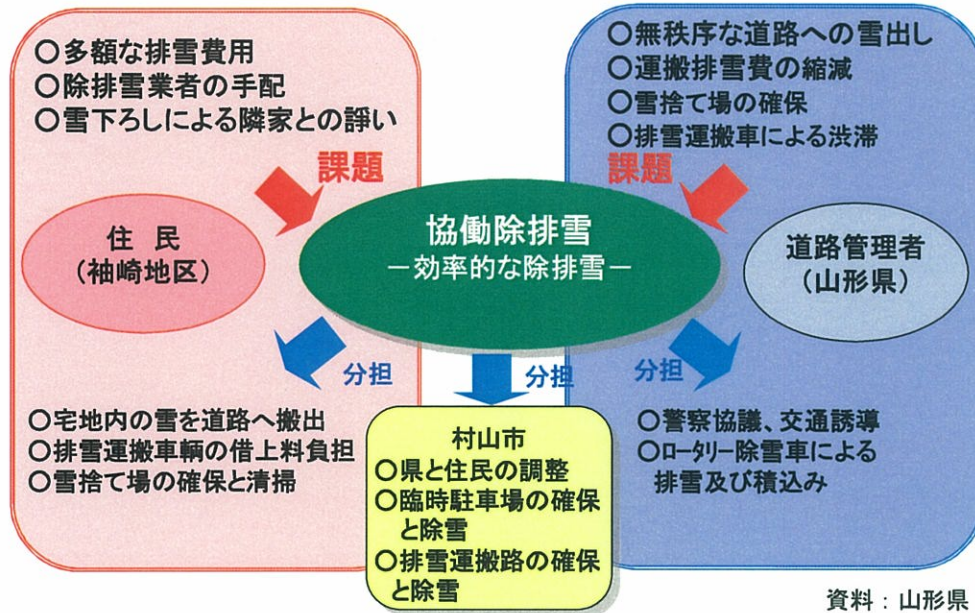 ○多額な排雪費用
○除排雪業者の手配
○雪下ろしによる隣家との諍い
課題
住 民
(袖崎地区)
○無秩序な道路への雪出し
○運搬排雪費の縮減
○雪捨て場の確保
○排雪運搬車による渋滞
課題
道路管理者
(山形県)
協働除排雪
－効率的な除排雪－
分担
分担
分担
○宅地内の雪を道路へ搬出
○排雪運搬車輌の借上料負担
○雪捨て場の確保と清掃
村山市
○県と住民の調整
○臨時駐車場の確保
と除雪
○排雪運搬路の確保
と除雪
○警察協議、交通誘導
○ロータリー除雪車による
排雪及び積込み
資料：山形県